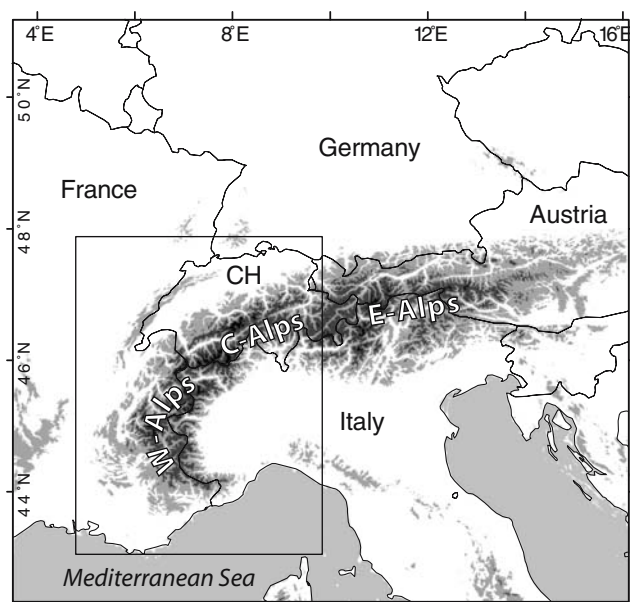 4°E 8°E 12°E 16°E
50°N
Germany
France
Austria
48°N
CH
E-Alps
C-Alps
46°N
W-Alps
Italy
44°N
Mediterranean Sea